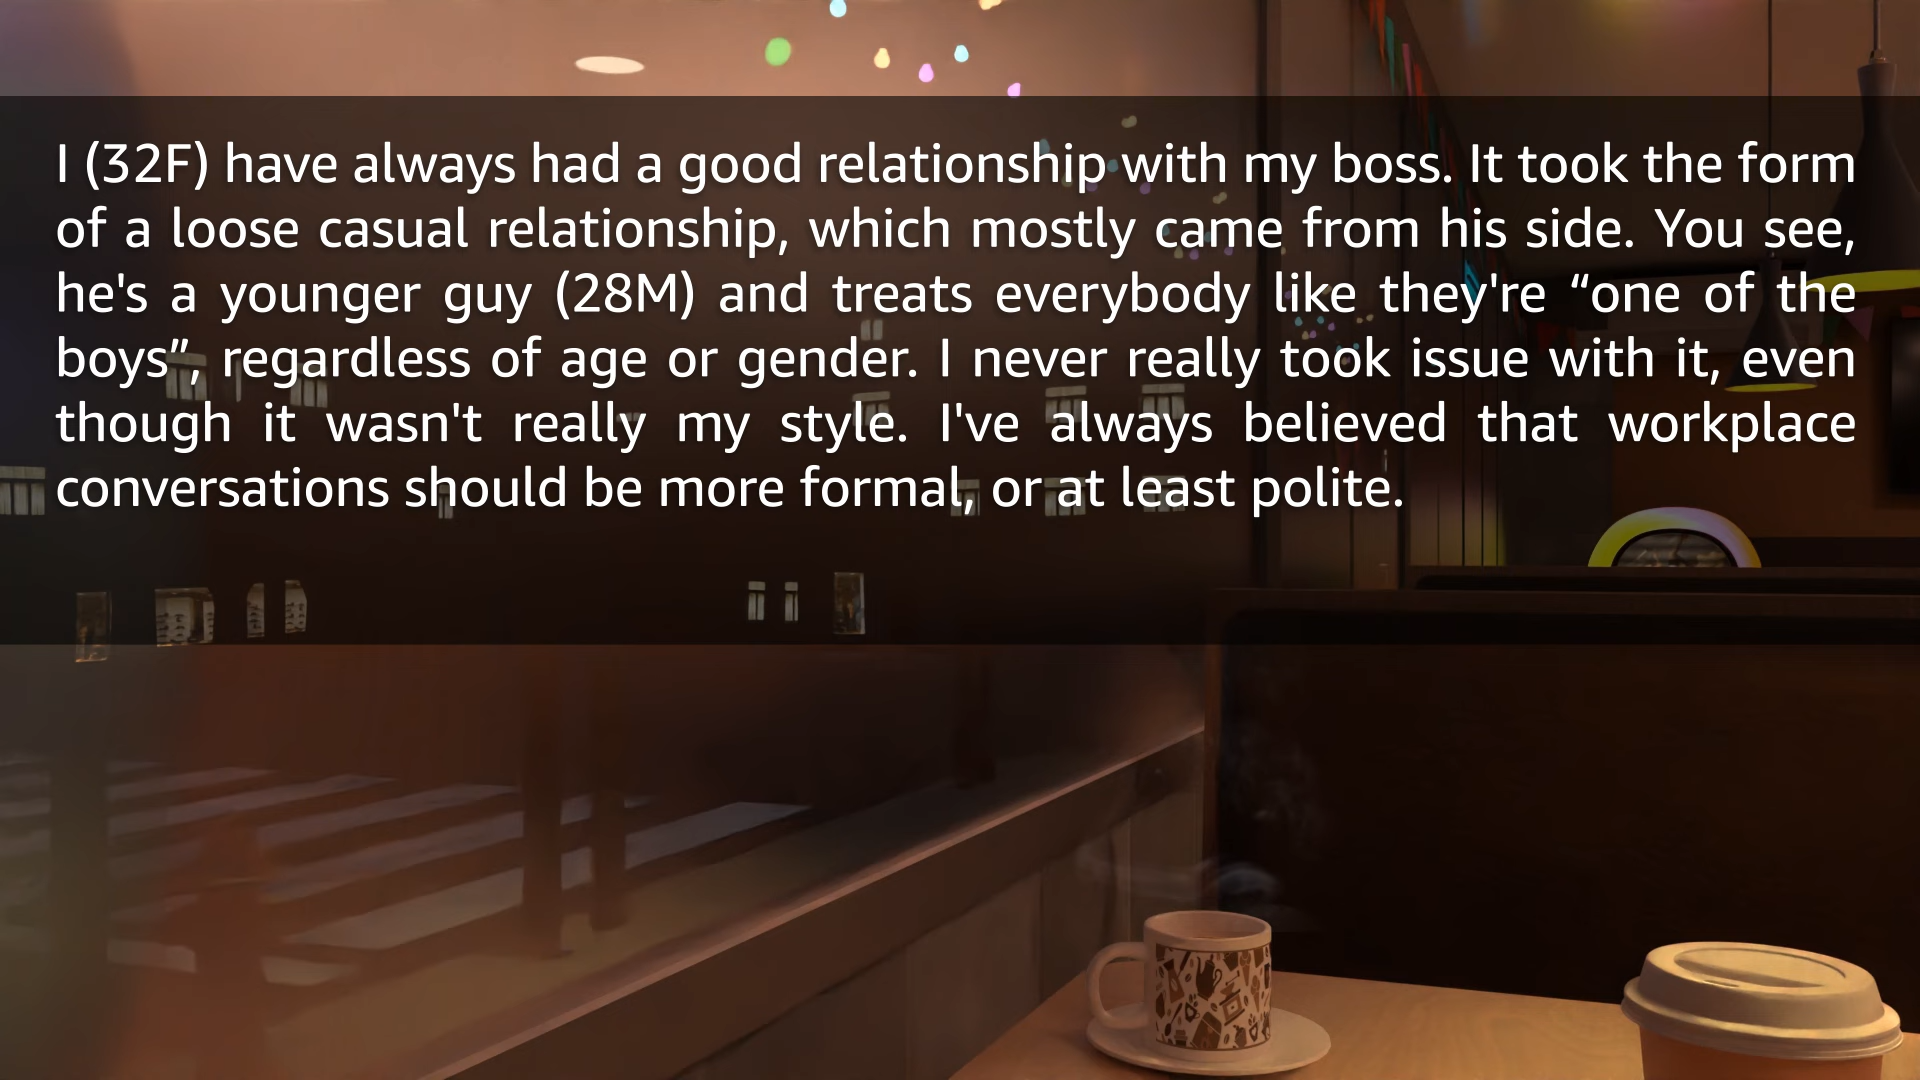 I (32F) have always had a good relationship with my boss. It took the form
of a loose casual relationship, which mostly came from his side. You see,
he's a younger guy (28M) and treats everybody like they're “one of the
boys”, regardless of age or gender. I never really took issue with it, even
though it wasn't really my style. I've always believed that workplace
conversations should be more formal, or at least polite.